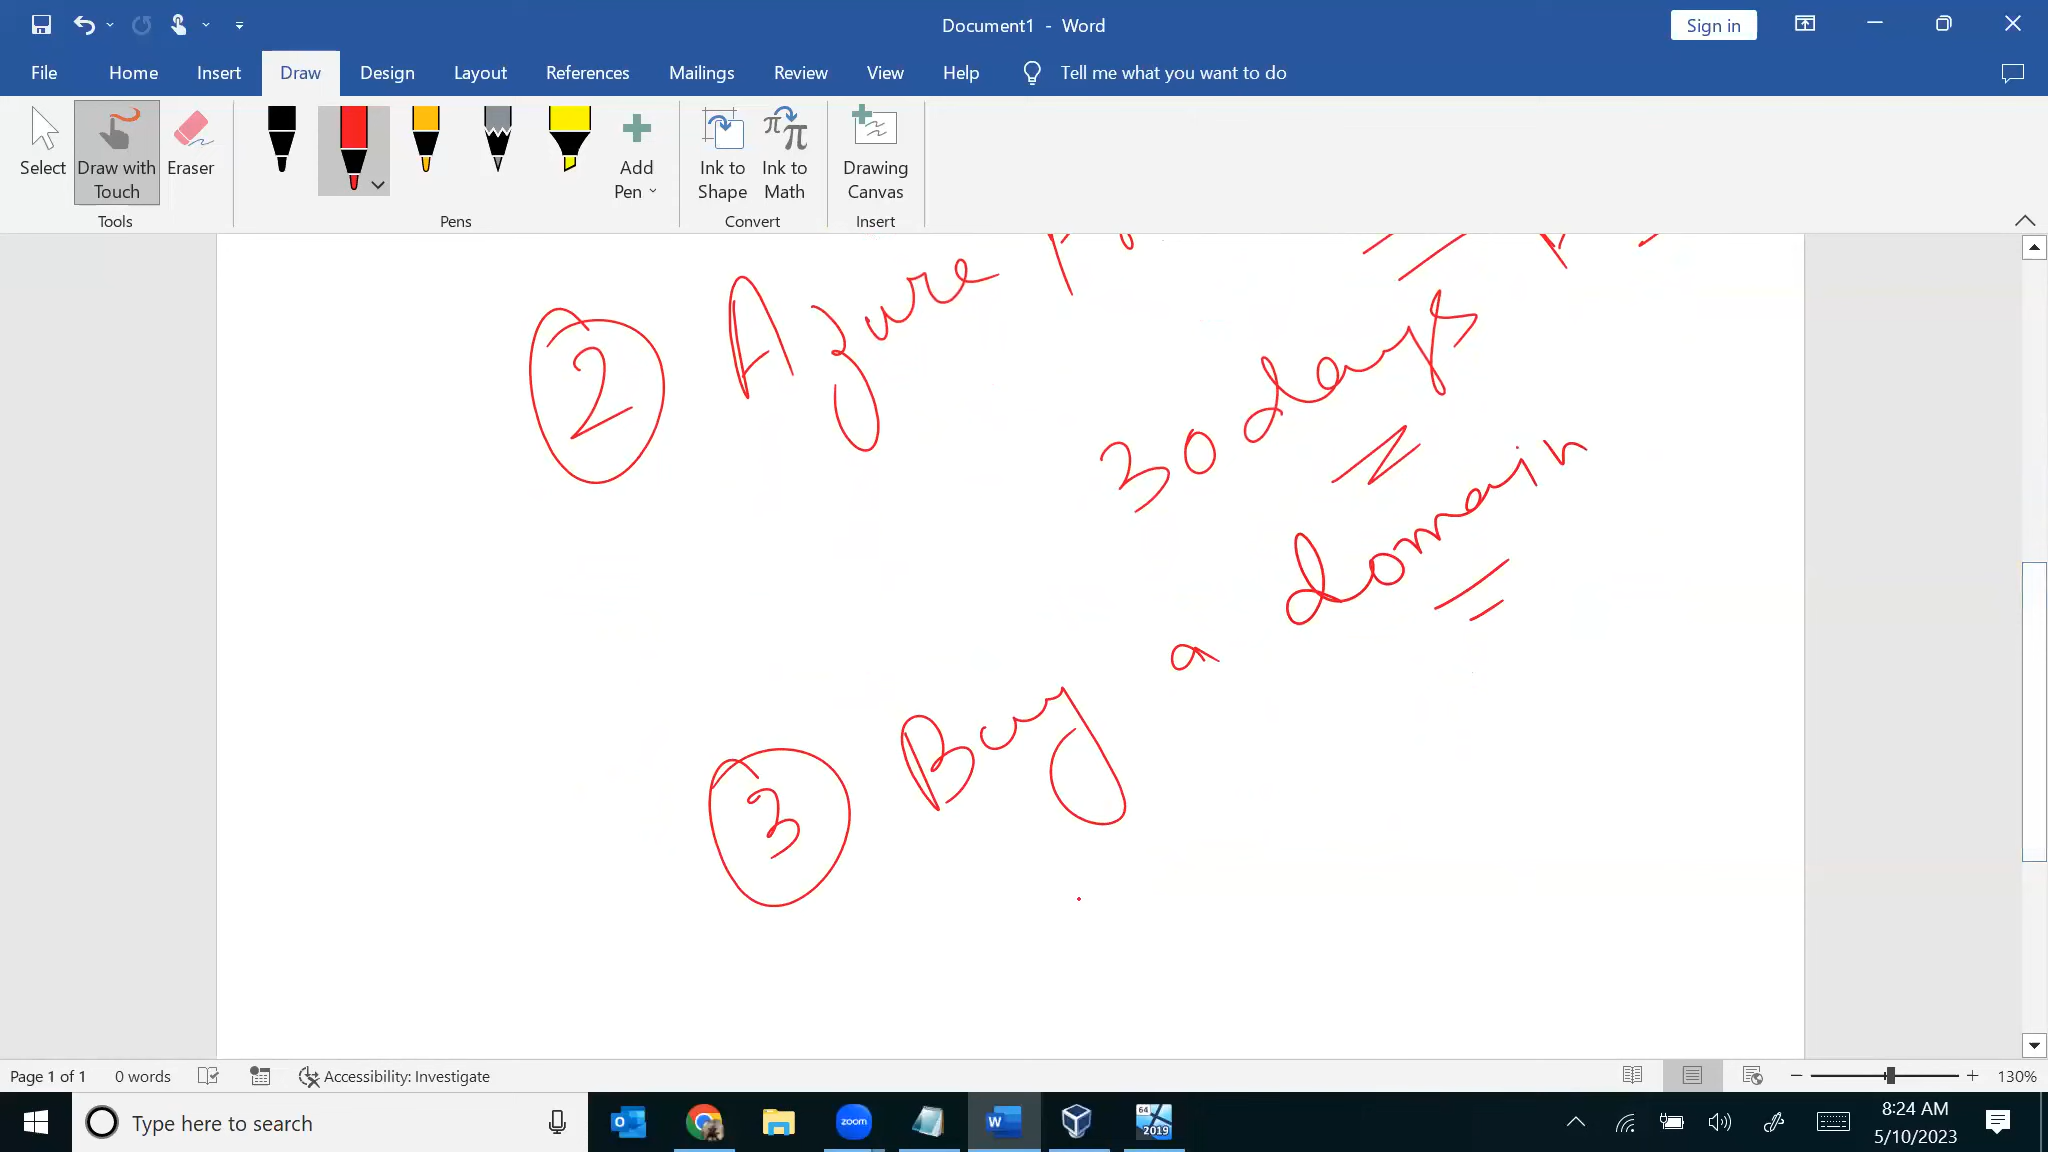 Document1 - Word
Sign in
File Home Insert Draw Design Layout References Mailings Review View Help Tell me what you want to do
Select Draw with Touch Eraser Add Pen Ink to Shape Ink to Math Drawing Canvas
Tools Pens Convert Insert
2 Azure
30 days
3 Buy a domain
Page 1 of 1 0 words Accessibility: Investigate 130%
Type here to search zoom 64 2019 8:24 AM
5/10/2023